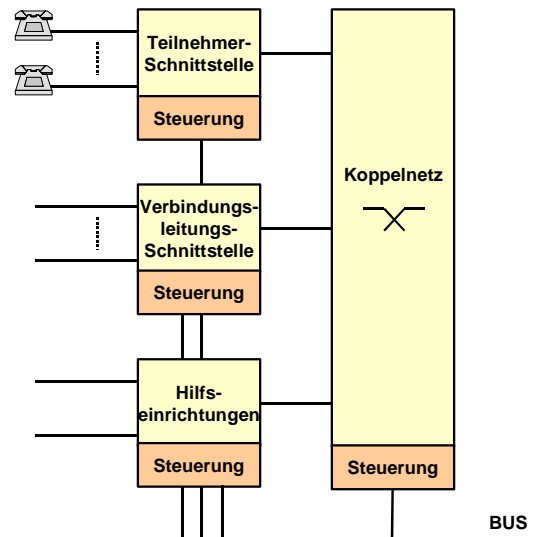 Teilnehmer-
Schnittstelle
Steuerung
Verbindungs-
leitungs-
Schnittstelle
Steuerung
Hilfs-
einrichtungen
Steuerung
Koppelnetz
Steuerung
BUS